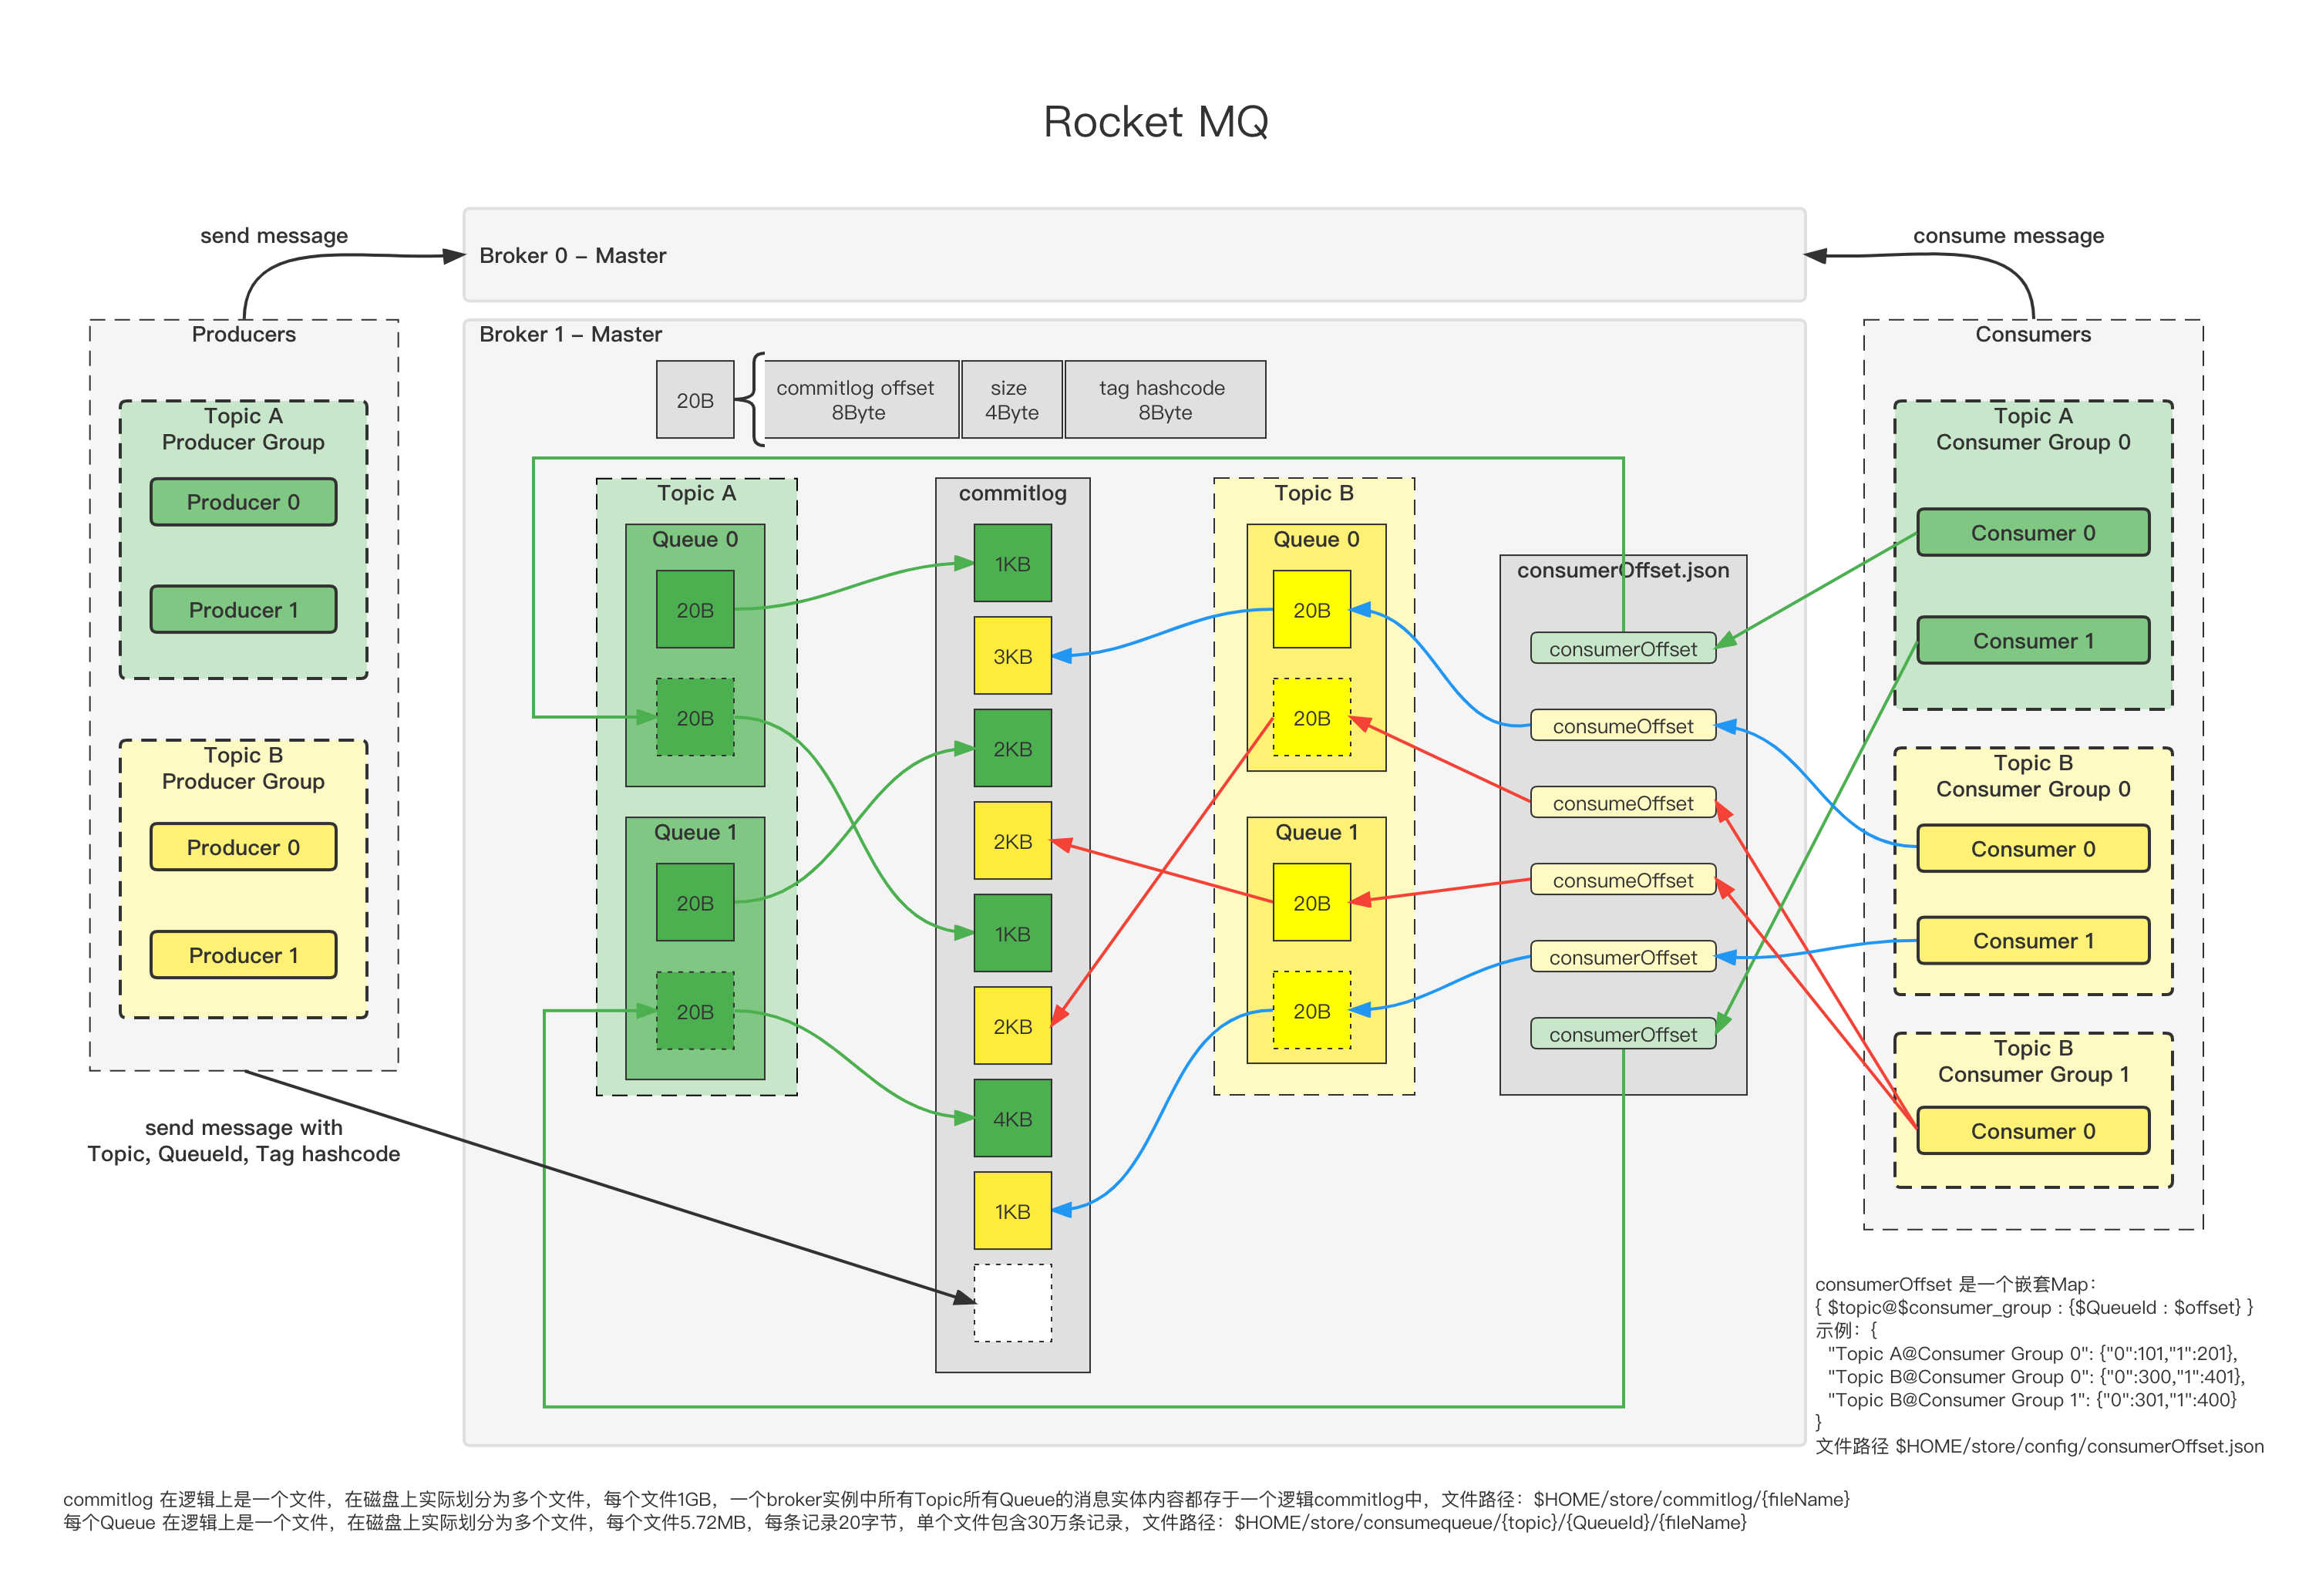 Rocket MQ
send message
consume message
Broker 0 – Master
Producers
Topic A
Producer Group
Producer 0
Producer 1
Topic B
Producer Group
Producer 0
Producer 1
send message with
Topic, QueueId, Tag hashcode
Broker 1 – Master
20B
commitlog offset
8Byte
size
4Byte
tag hashcode
8Byte
Topic A
Queue 0
20B
20B
Queue 1
20B
20B
commitlog
1KB
3KB
2KB
2KB
1KB
2KB
4KB
1KB
Topic B
Queue 0
20B
20B
Queue 1
20B
20B
consumerOffset.json
consumerOffset
consumeOffset
consumeOffset
consumeOffset
consumerOffset
consumerOffset
Consumers
Topic A
Consumer Group 0
Consumer 0
Consumer 1
Topic B
Consumer Group 0
Consumer 0
Consumer 1
Topic B
Consumer Group 1
Consumer 0
consumerOffset 是一个嵌套Map：
{ $topic@$consumer_group : {$QueueId : $offset} }
示例：{
"Topic A@Consumer Group 0": {"0":101,"1":201},
"Topic B@Consumer Group 0": {"0":300,"1":401},
"Topic B@Consumer Group 1": {"0":301,"1":400}
}
文件路径 $HOME/store/config/consumerOffset.json
commitlog 在逻辑上是一个文件，在磁盘上实际划分为多个文件，每个文件1GB，一个broker实例中所有Topic所有Queue的消息实体内容都存于一个逻辑commitlog中，文件路径：$HOME/store/commitlog/{fileName}
每个Queue 在逻辑上是一个文件，在磁盘上实际划分为多个文件，每个文件5.72MB，每条记录20字节，单个文件包含30万条记录，文件路径：$HOME/store/consumequeue/{topic}/{QueueId}/{fileName}